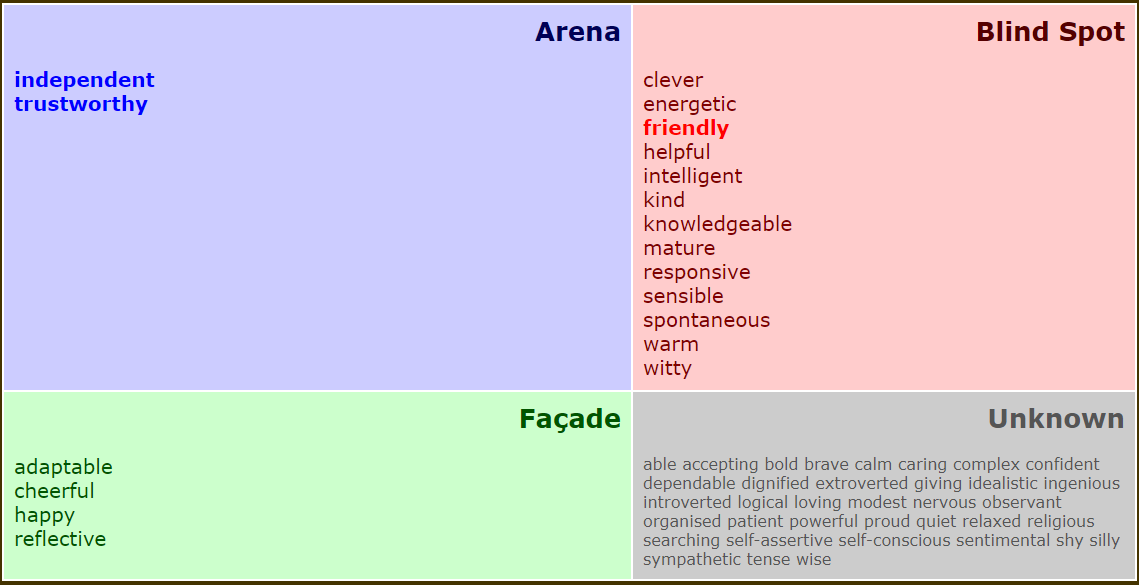 Arena
independent
trustworthy
Blind Spot
clever
energetic
friendly
helpful
intelligent
kind
knowledgeable
mature
responsive
sensible
spontaneous
warm
witty
Façade
adaptable
cheerful
happy
reflective
Unknown
able accepting bold brave calm caring complex confident
dependable dignified extroverted giving idealistic ingenious
introverted logical loving modest nervous observant
organised patient powerful proud quiet relaxed religious
searching self-assertive self-conscious sentimental shy silly
sympathetic tense wise